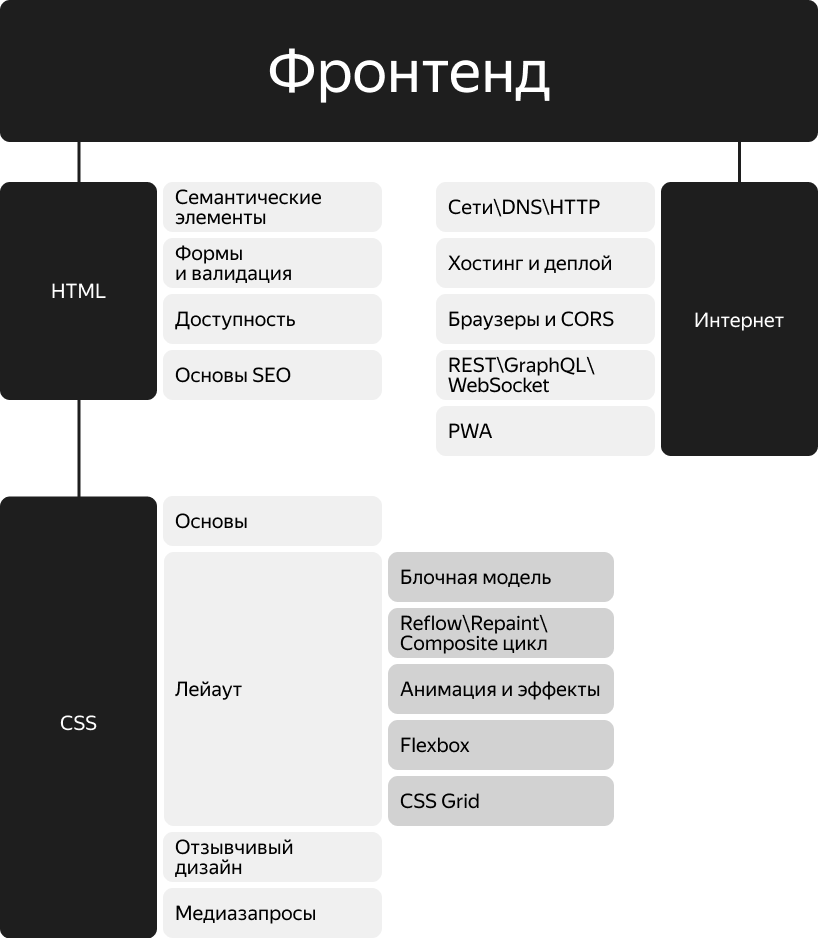 Фронтенд
HTML
Семантические
элементы
Формы
и валидация
Доступность
Основы SEO
Сети\DNS\HTTP
Хостинг и деплой
Браузеры и CORS
REST\GraphQL\
WebSocket
PWA
Интернет
CSS
Основы
Лейаут
Блочная модель
Reflow\Repaint\
Composite цикл
Анимация и эффекты
Flexbox
CSS Grid
Отзывчивый
дизайн
Медиазапросы